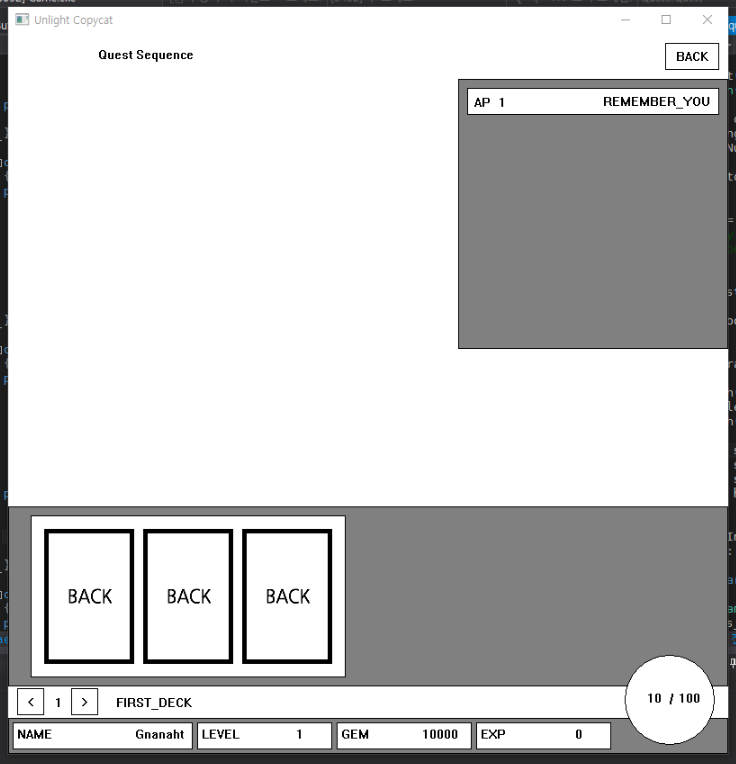 Unlight Copycat
Quest Sequence
BACK
AP 1 REMEMBER_YOU
BACK BACK BACK
< 1 > FIRST_DECK
10 / 100
NAME Gnanaht LEVEL 1 GEM 10000 EXP 0